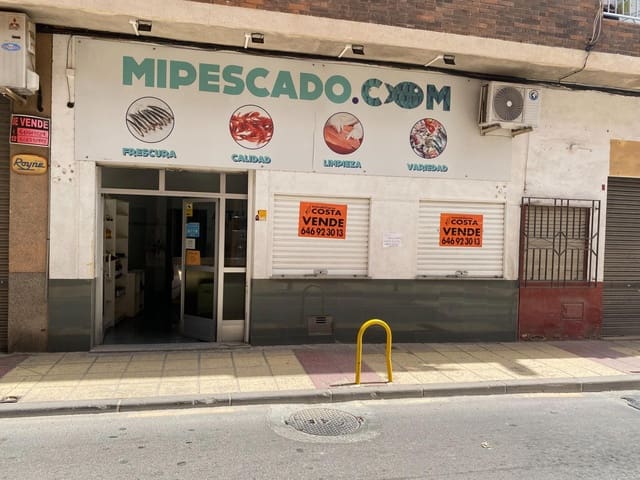 MIPESCADO.COM
FRESCURA
CALIDAD
LIMPIEZA
VARIEDAD
SE VENDE
Royne
COSTA
VENDE
646 92 30 13
COSTA
VENDE
646 92 30 13